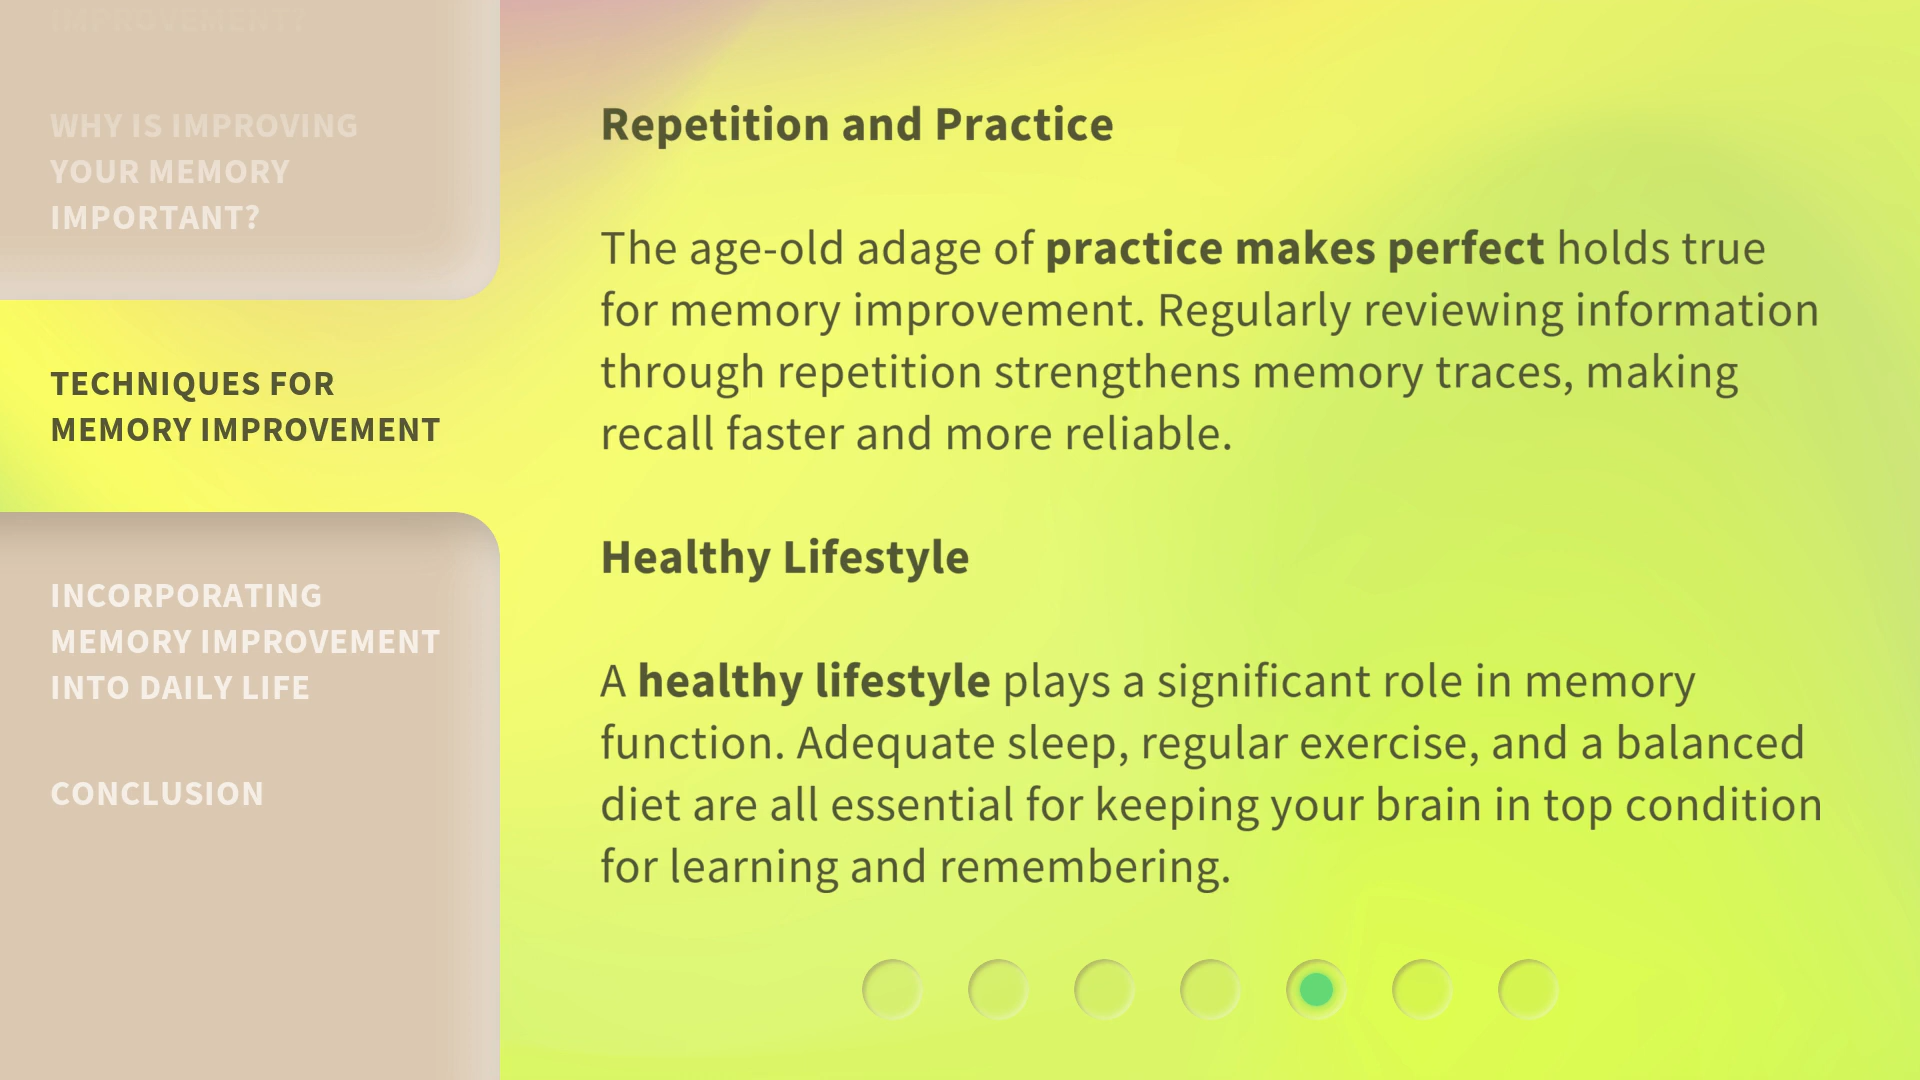 IMPROVEMENT?
WHY IS IMPROVING
YOUR MEMORY
IMPORTANT?
TECHNIQUES FOR
MEMORY IMPROVEMENT
INCORPORATING
MEMORY IMPROVEMENT
INTO DAILY LIFE
CONCLUSION
Repetition and Practice
The age-old adage of practice makes perfect holds true
for memory improvement. Regularly reviewing information
through repetition strengthens memory traces, making
recall faster and more reliable.
Healthy Lifestyle
A healthy lifestyle plays a significant role in memory
function. Adequate sleep, regular exercise, and a balanced
diet are all essential for keeping your brain in top condition
for learning and remembering.